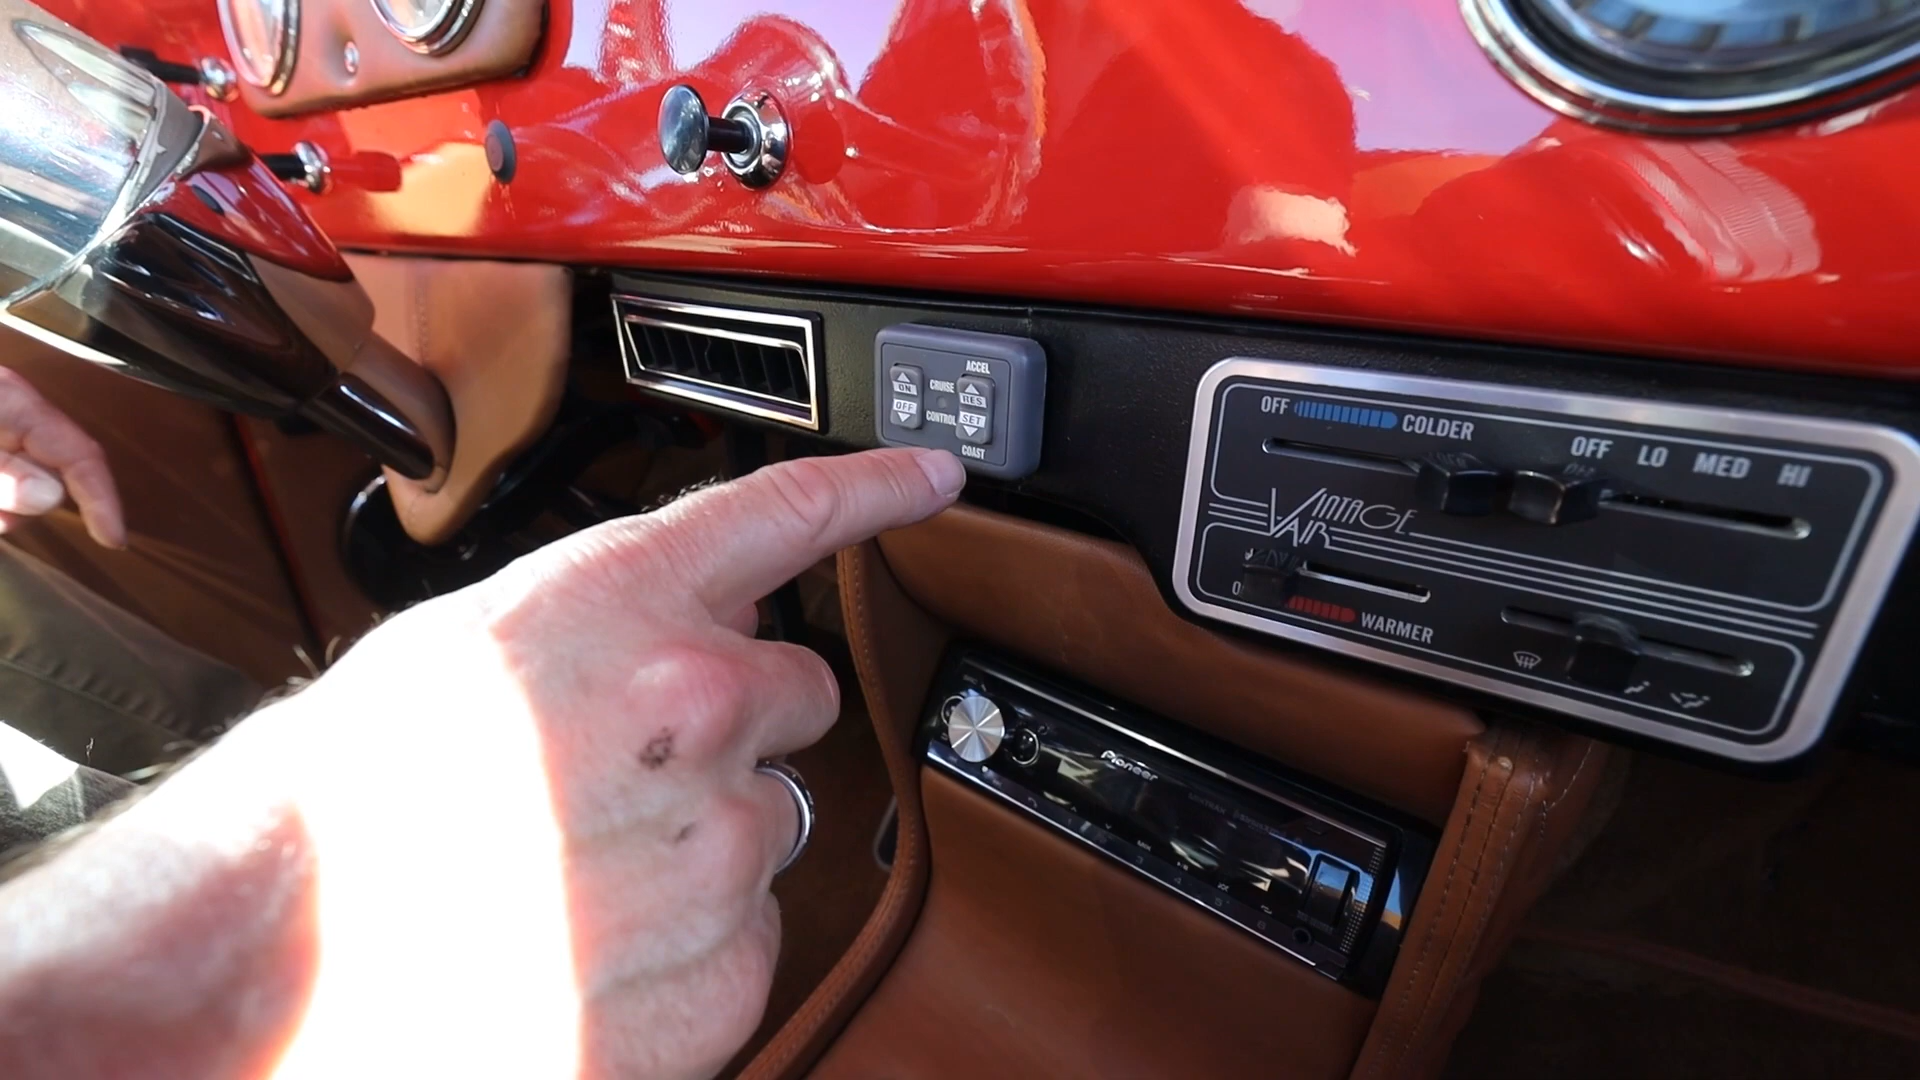 ACCEL
ON
OFF
CRUISE
CONTROL
RES
SET
COAST
OFF
COLDER
OFF LO MED HI
VINTAGE
AIR
WARMER
Pioneer